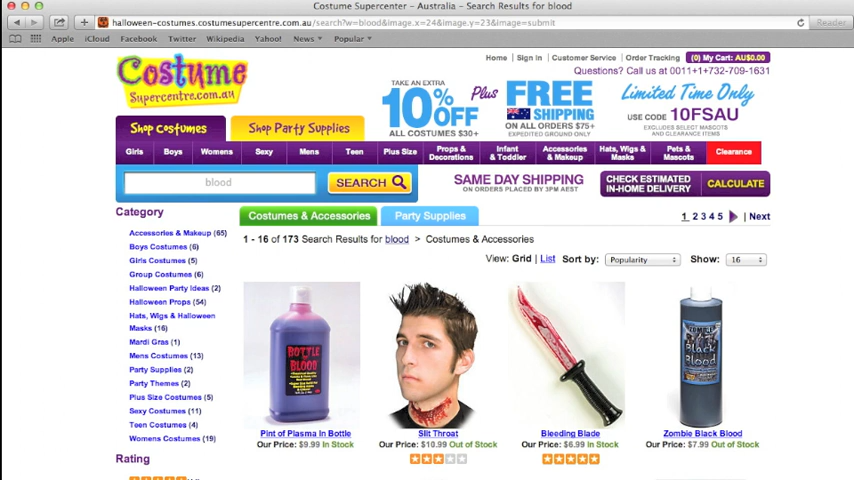 Costume Supercenter - Australia - Search Results for blood
halloween-costumes.costumesupercentre.com.au/search?w=blood&image.x=24&image.y=23&image=submit
Reader
Apple iCloud Facebook Twitter Wikipedia Yahoo! News Popular
Home Sign In Customer Service Order Tracking (0) My Cart: AU$0.00
Questions? Call us at 0011+1+732-709-1631
Costume
Supercentre.com.au
TAKE AN EXTRA
10% OFF
ALL COSTUMES $30+
Plus
FREE
SHIPPING
ON ALL ORDERS $75+
EXPEDITED GROUND ONLY
Limited Time Only
USE CODE 10FSAU
EXCLUDES SELECT MASCOTS
AND CLEARANCE ITEMS
Shop Costumes Shop Party Supplies
Girls Boys Womens Sexy Mens Teen Plus Size Props & Decorations Infant & Toddler Accessories & Makeup Hats, Wigs & Masks Pets & Mascots Clearance
blood SEARCH
SAME DAY SHIPPING
ON ORDERS PLACED BY 3PM AEST
CHECK ESTIMATED
IN-HOME DELIVERY
CALCULATE
Category
Accessories & Makeup (65)
Boys Costumes (6)
Girls Costumes (5)
Group Costumes (6)
Halloween Party Ideas (2)
Halloween Props (54)
Hats, Wigs & Halloween
Masks (16)
Mardi Gras (1)
Mens Costumes (13)
Party Supplies (2)
Party Themes (2)
Plus Size Costumes (5)
Sexy Costumes (11)
Teen Costumes (4)
Womens Costumes (19)
Rating
Costumes & Accessories Party Supplies
1 2 3 4 5 | Next
1 - 16 of 173 Search Results for blood > Costumes & Accessories
View: Grid | List Sort by: Popularity Show: 16
BOTTLE
OF
BLOOD
ZOMBIE
Black
Blood
Pint of Plasma In Bottle
Our Price: $9.99 In Stock
Slit Throat
Our Price: $10.99 Out of Stock
Bleeding Blade
Our Price: $6.99 In Stock
Zombie Black Blood
Our Price: $7.99 Out of Stock